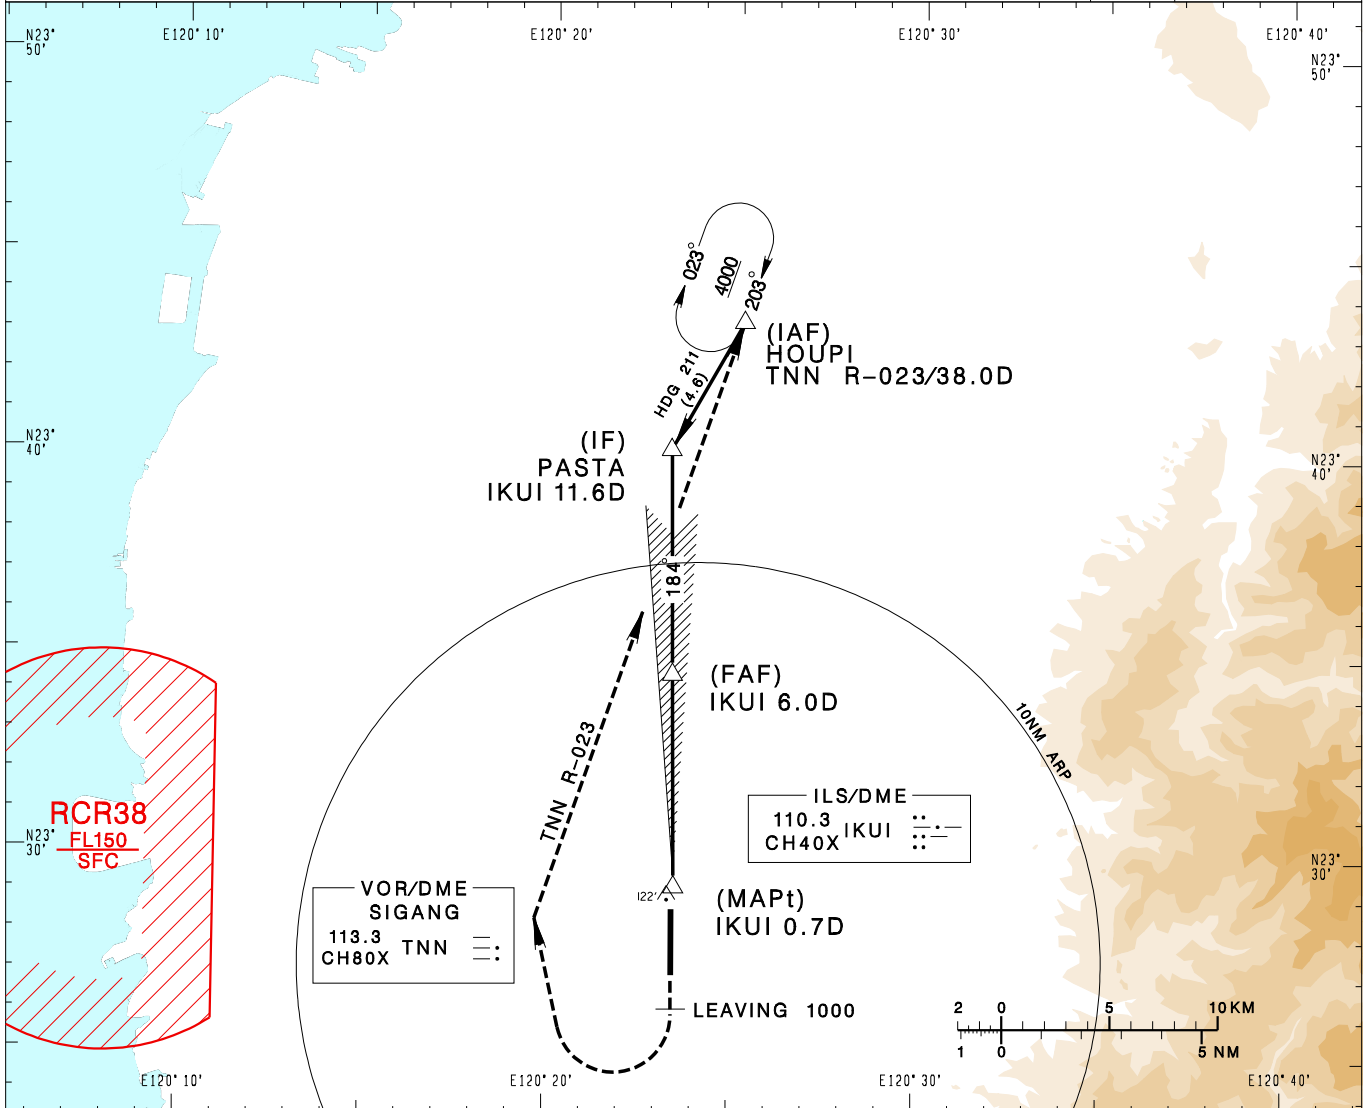 N23°
50'
E120° 10'
E120° 20'
E120° 30'
E120° 40'
N23°
50'
023°
4000
203°
(IAF)
HOUPI
TNN R-023/38.0D
HDG 211
(4.6)
N23°
40'
(IF)
PASTA
IKUI 11.6D
N23°
40'
184°
(FAF)
IKUI 6.0D
10NM ARP
TNN R-023
RCR38
FL150
SFC
N23°
30'
ILS/DME
110.3
CH40X
IKUI
N23°
30'
VOR/DME
SIGANG
113.3
CH80X
TNN
122'
(MAPt)
IKUI 0.7D
LEAVING 1000
2 0 5 10KM
1 0 5 NM
E120° 10'
E120° 20'
E120° 30'
E120° 40'